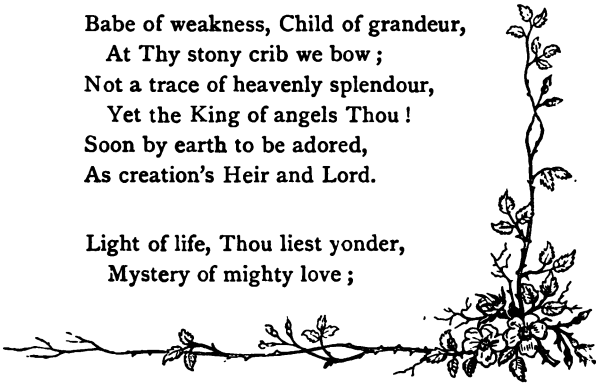 Babe of weakness, Child of grandeur,
At Thy stony crib we bow;
Not a trace of heavenly splendour,
Yet the King of angels Thou!
Soon by earth to be adored,
As creation's Heir and Lord.

Light of life, Thou liest yonder,
Mystery of mighty love;